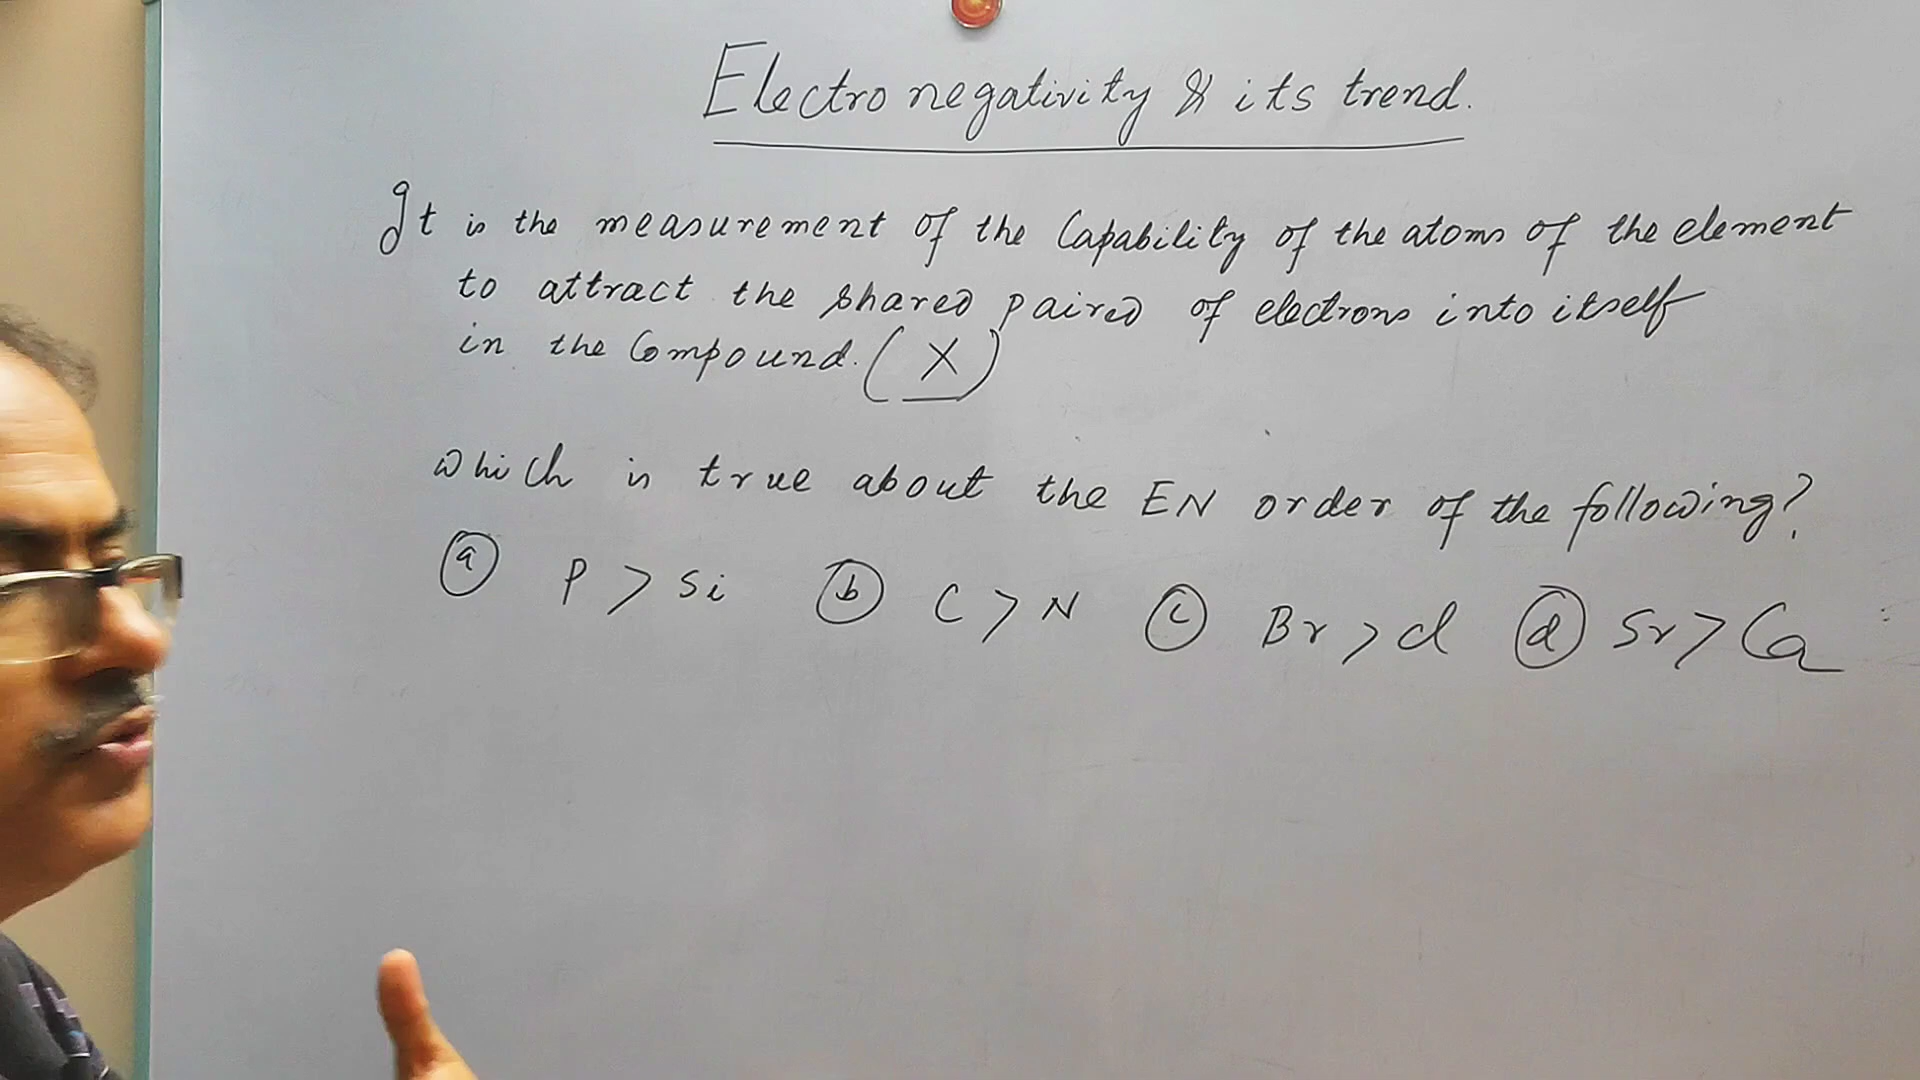 Electro negativity & its trend.
It is the measurement of the Capability of the atoms of the element
to attract the shared paired of electrons into itself
in the Compound. (X)
which is true about the EN order of the following?
(a) P > Si (b) C > N (c) Br > Cl (d) Sr > Ca